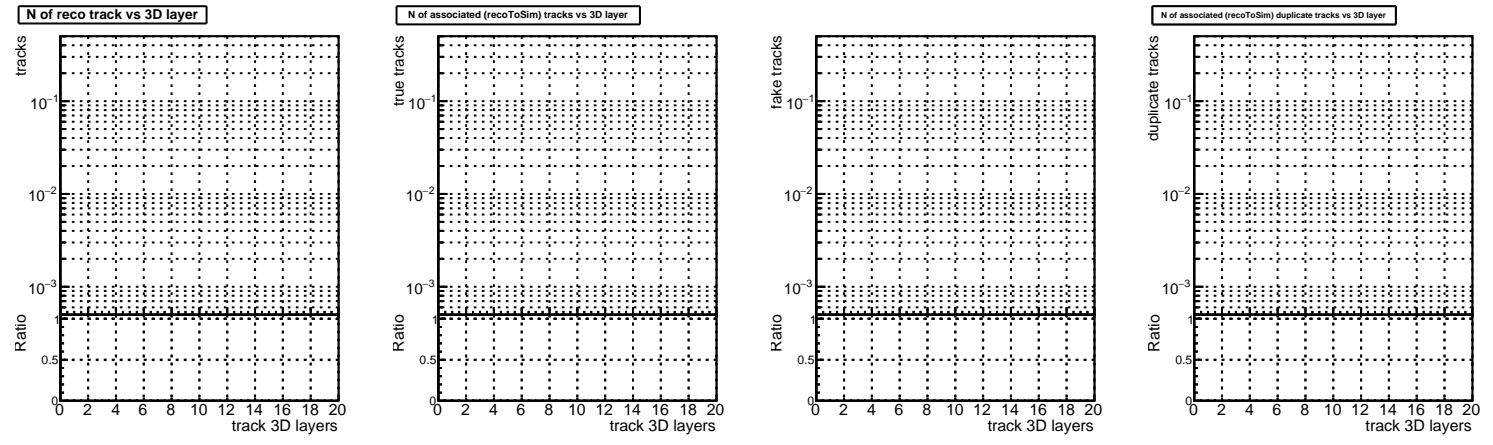 N of reco track vs 3D layer
tracks
10⁻¹
10⁻²
10⁻³
Ratio
1
0.5
0
0 2 4 6 8 10 12 14 16 18 20
track 3D layers
N of associated (recoToSim) tracks vs 3D layer
true tracks
10⁻¹
10⁻²
10⁻³
Ratio
1
0.5
0
0 2 4 6 8 10 12 14 16 18 20
track 3D layers
fake tracks
10⁻¹
10⁻²
10⁻³
Ratio
1
0.5
0
0 2 4 6 8 10 12 14 16 18 20
track 3D layers
N of associated (recoToSim) duplicate tracks vs 3D layer
duplicate tracks
10⁻¹
10⁻²
10⁻³
Ratio
1
0.5
0
0 2 4 6 8 10 12 14 16 18 20
track 3D layers